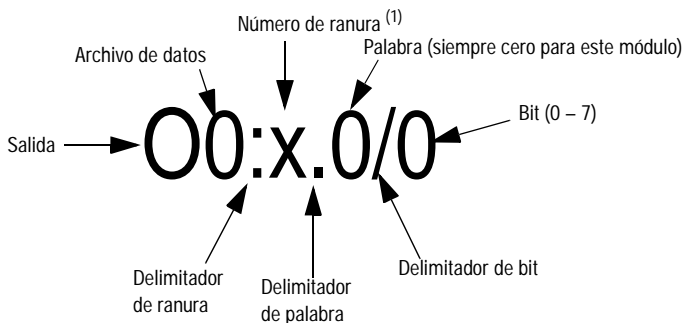 Número de ranura (1)
Archivo de datos
Palabra (siempre cero para este módulo)
Bit (0 – 7)
Salida
O0:x.0/0
Delimitador
de ranura
Delimitador
de palabra
Delimitador de bit